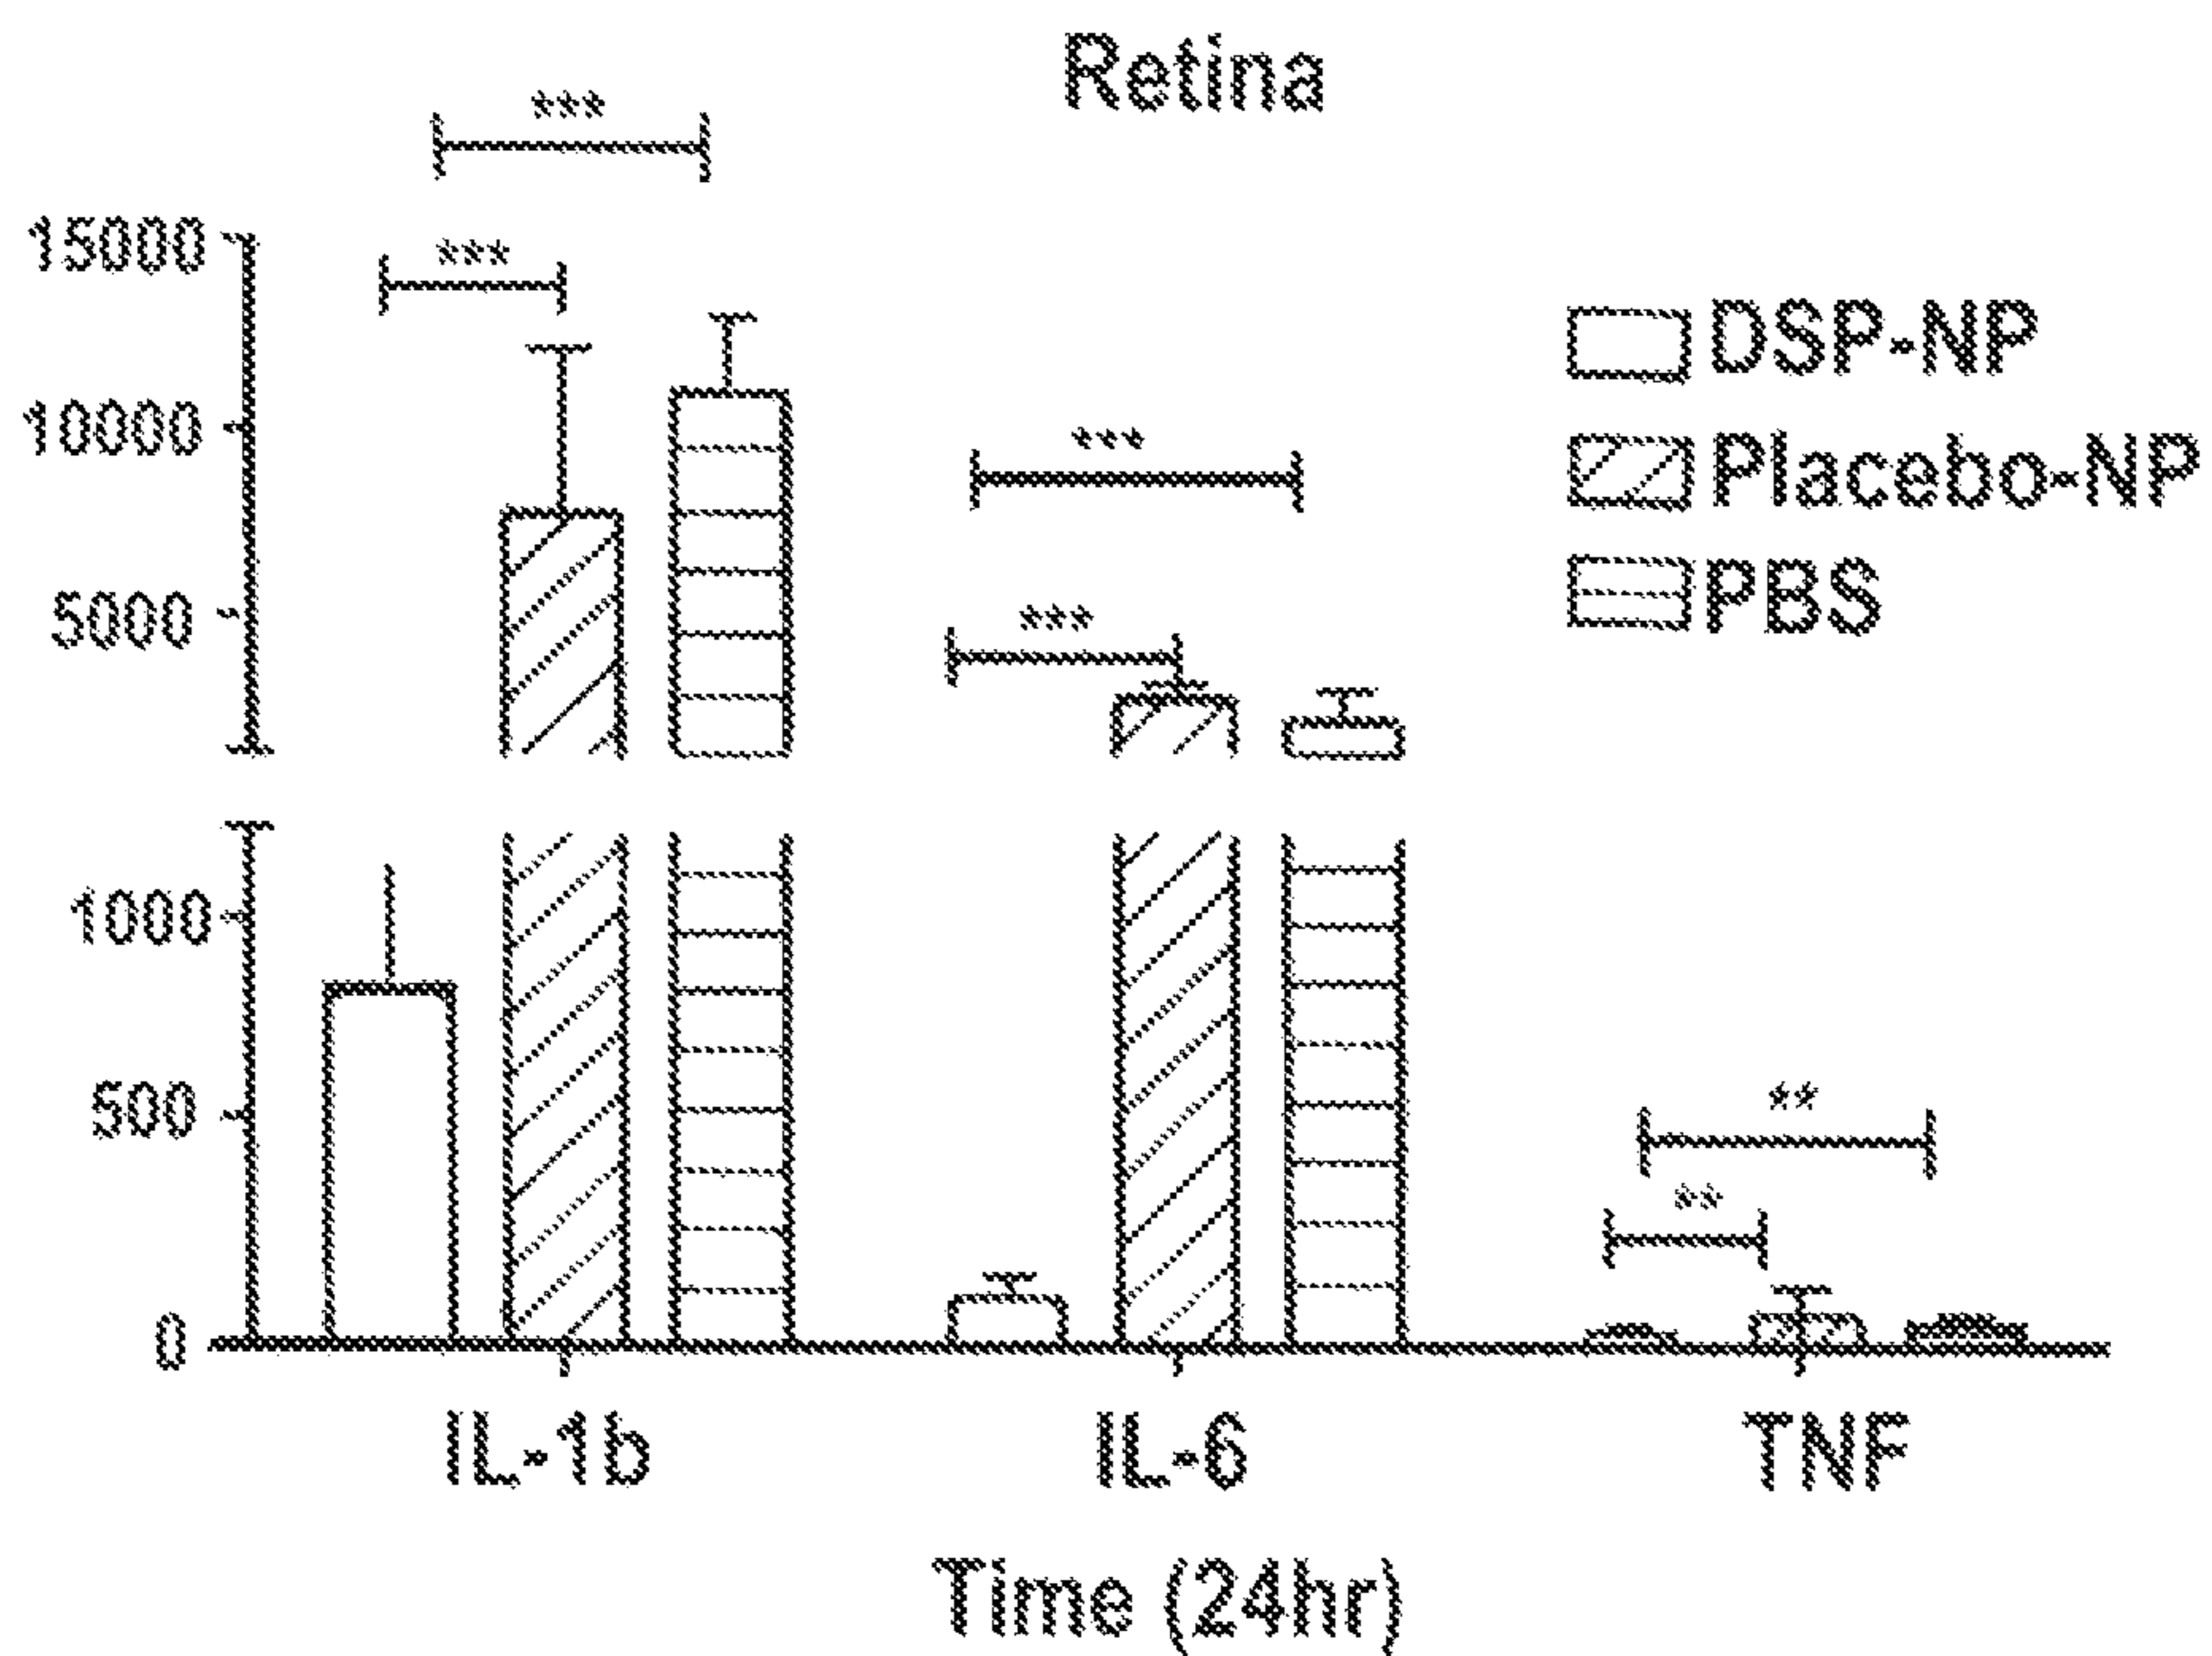 Retina
***
15000
***
10000
5000
***
***
DSP-NP
Placebo-NP
PBS
1000
500
0
**
**
IL-1b
IL-6
TNF
Time (24hr)